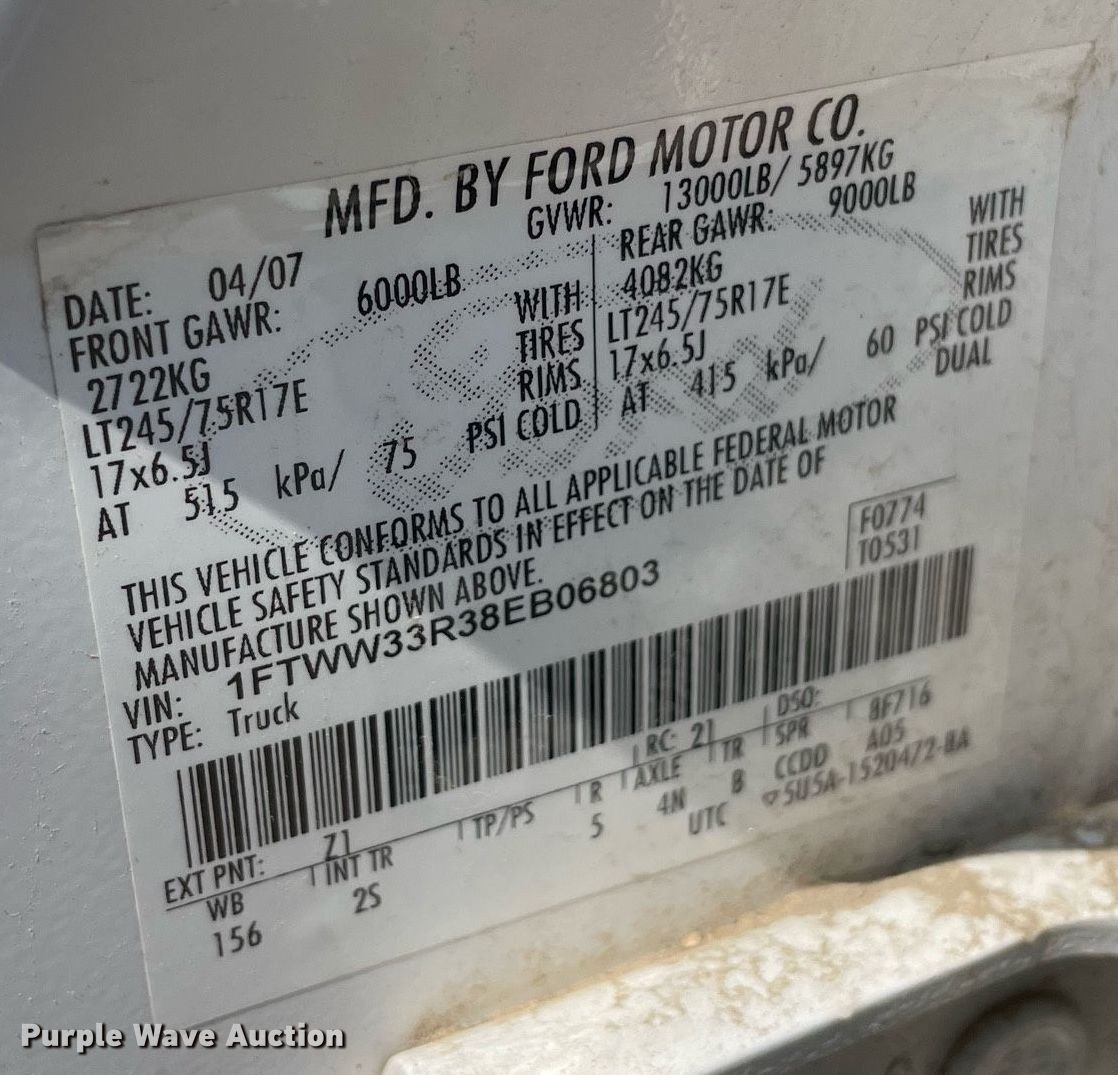 MFD. BY FORD MOTOR CO.
DATE: 04/07 GVWR: 13000LB/ 5897KG
FRONT GAWR: 6000LB REAR GAWR: 9000LB
2722KG WITH 4082KG WITH
LT245/75R17E TIRES LT245/75R17E TIRES
17x6.5J RIMS 17x6.5J RIMS
AT 515 kPa/ 75 PSI COLD AT 415 kPa/ 60 PSI COLD
DUAL
THIS VEHICLE CONFORMS TO ALL APPLICABLE FEDERAL MOTOR
VEHICLE SAFETY STANDARDS IN EFFECT ON THE DATE OF
MANUFACTURE SHOWN ABOVE.
F0774
T0531
VIN: 1FTWW33R38EB06803
TYPE: Truck
EXT PNT: Z1 RC: 21 DSO:
WB INT TR TP/PS R AXLE TR SPR 8F716
156 2S 5 4N B CCDD A05
UTC ▽5U5A-1520472-BA
Purple Wave Auction